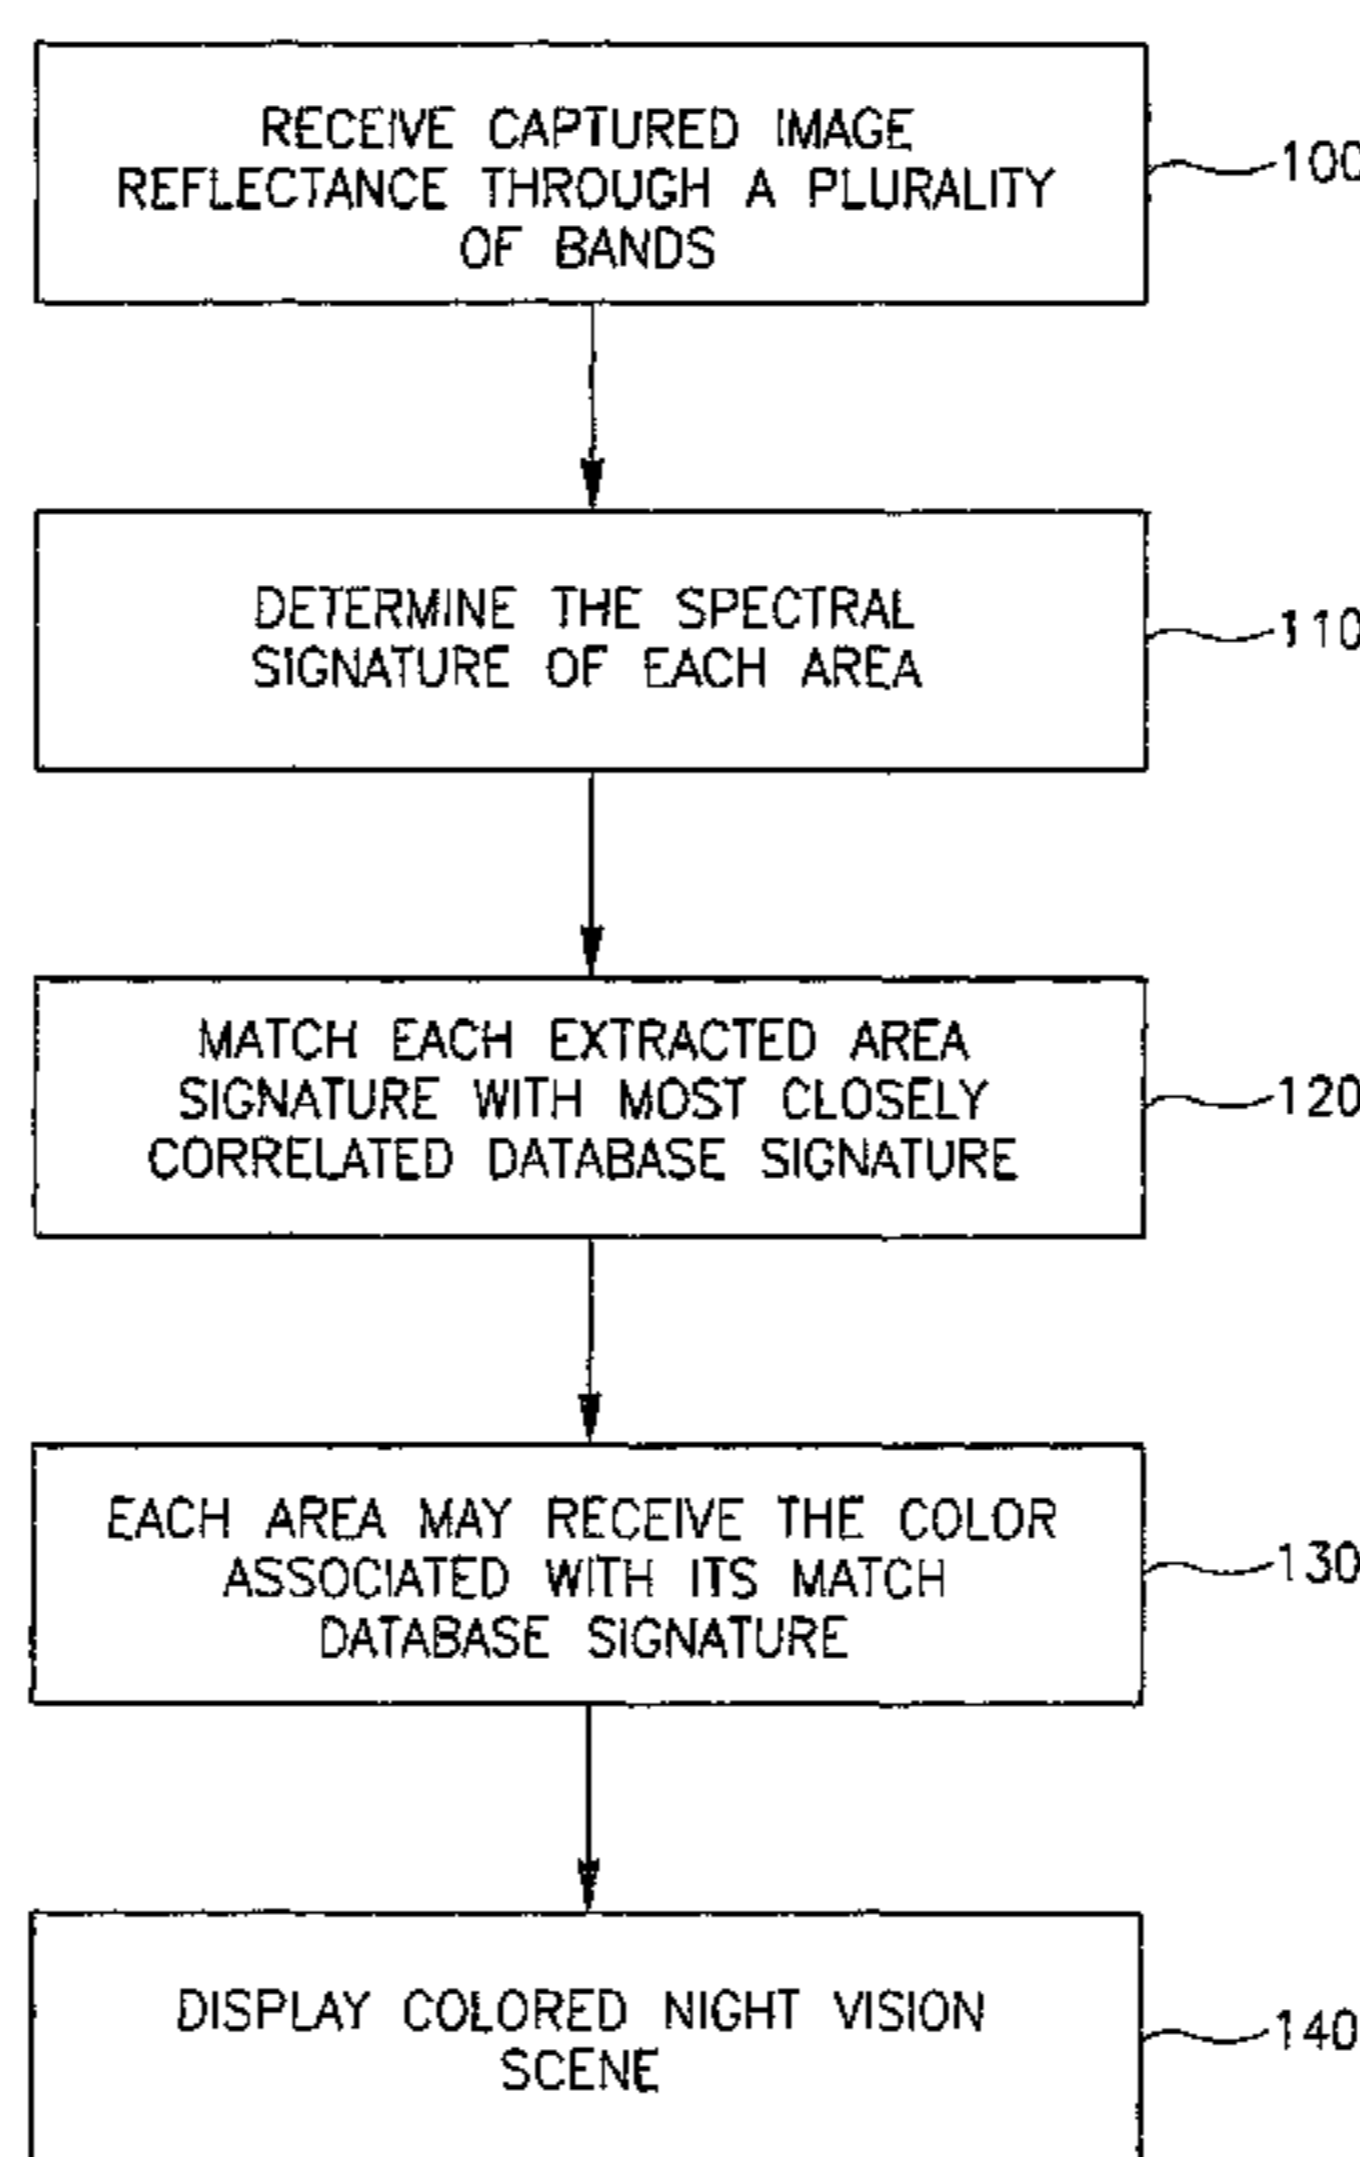 RECEIVE CAPTURED IMAGE
REFLECTANCE THROUGH A PLURALITY
OF BANDS
100
DETERMINE THE SPECTRAL
SIGNATURE OF EACH AREA
110
MATCH EACH EXTRACTED AREA
SIGNATURE WITH MOST CLOSELY
CORRELATED DATABASE SIGNATURE
120
EACH AREA MAY RECEIVE THE COLOR
ASSOCIATED WITH ITS MATCH
DATABASE SIGNATURE
130
DISPLAY COLORED NIGHT VISION
SCENE
140